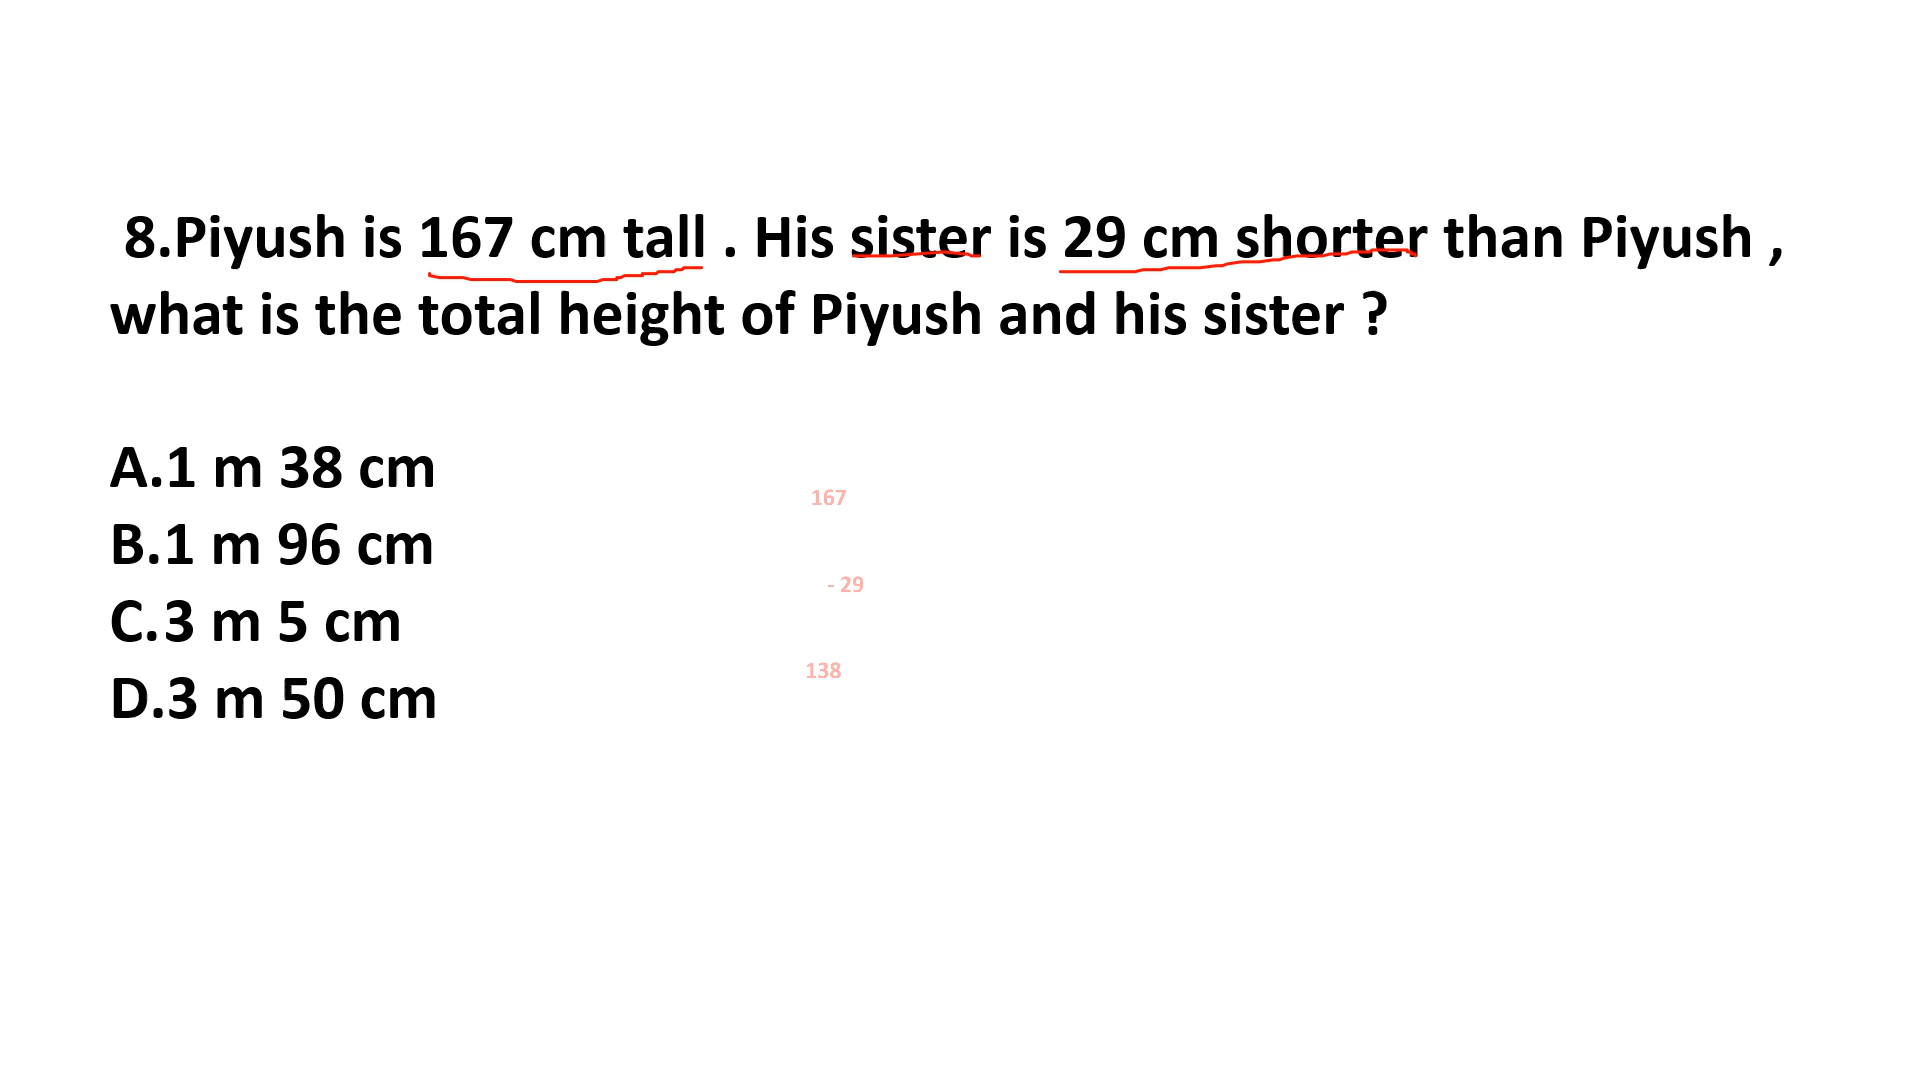 8.Piyush is 167 cm tall . His sister is 29 cm shorter than Piyush ,
what is the total height of Piyush and his sister ?
A.1 m 38 cm
B.1 m 96 cm
C.3 m 5 cm
D.3 m 50 cm
167
- 29
138